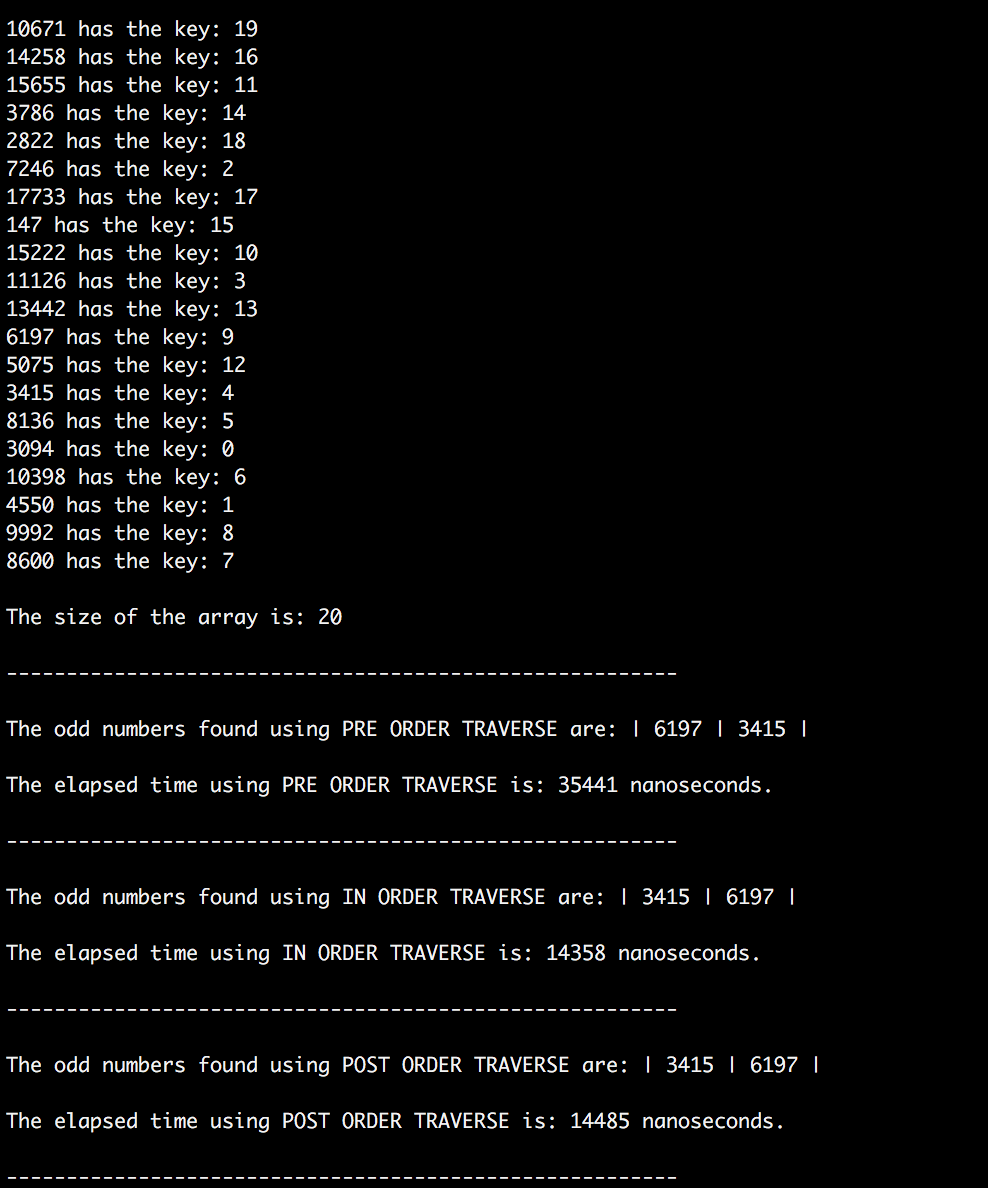 10671 has the key: 19
14258 has the key: 16
15655 has the key: 11
3786 has the key: 14
2822 has the key: 18
7246 has the key: 2
17733 has the key: 17
147 has the key: 15
15222 has the key: 10
11126 has the key: 3
13442 has the key: 13
6197 has the key: 9
5075 has the key: 12
3415 has the key: 4
8136 has the key: 5
3094 has the key: 0
10398 has the key: 6
4550 has the key: 1
9992 has the key: 8
8600 has the key: 7
The size of the array is: 20
--------------------------------------------------------
The odd numbers found using PRE ORDER TRAVERSE are: | 6197 | 3415 |
The elapsed time using PRE ORDER TRAVERSE is: 35441 nanoseconds.
--------------------------------------------------------
The odd numbers found using IN ORDER TRAVERSE are: | 3415 | 6197 |
The elapsed time using IN ORDER TRAVERSE is: 14358 nanoseconds.
--------------------------------------------------------
The odd numbers found using POST ORDER TRAVERSE are: | 3415 | 6197 |
The elapsed time using POST ORDER TRAVERSE is: 14485 nanoseconds.
--------------------------------------------------------